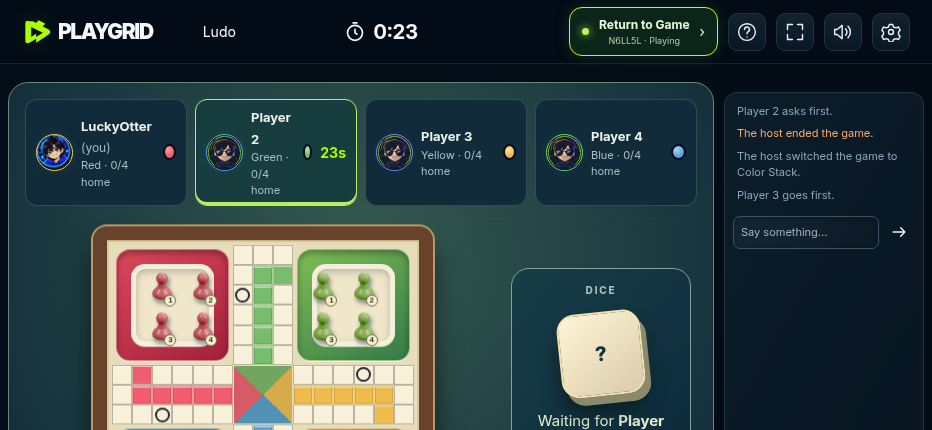 PLAYGRID
Ludo
0:23
Return to Game
N6LL5L · Playing
›
LuckyOtter
(you)
Red · 0/4
home
Player
2
Green ·
0/4
home
23s
Player 3
Yellow · 0/4
home
Player 4
Blue · 0/4
home
Player 2 asks first.
The host ended the game.
The host switched the game to
Color Stack.
Player 3 goes first.
Say something...
1
2
3
4
1
2
3
4
DICE
?
Waiting for Player